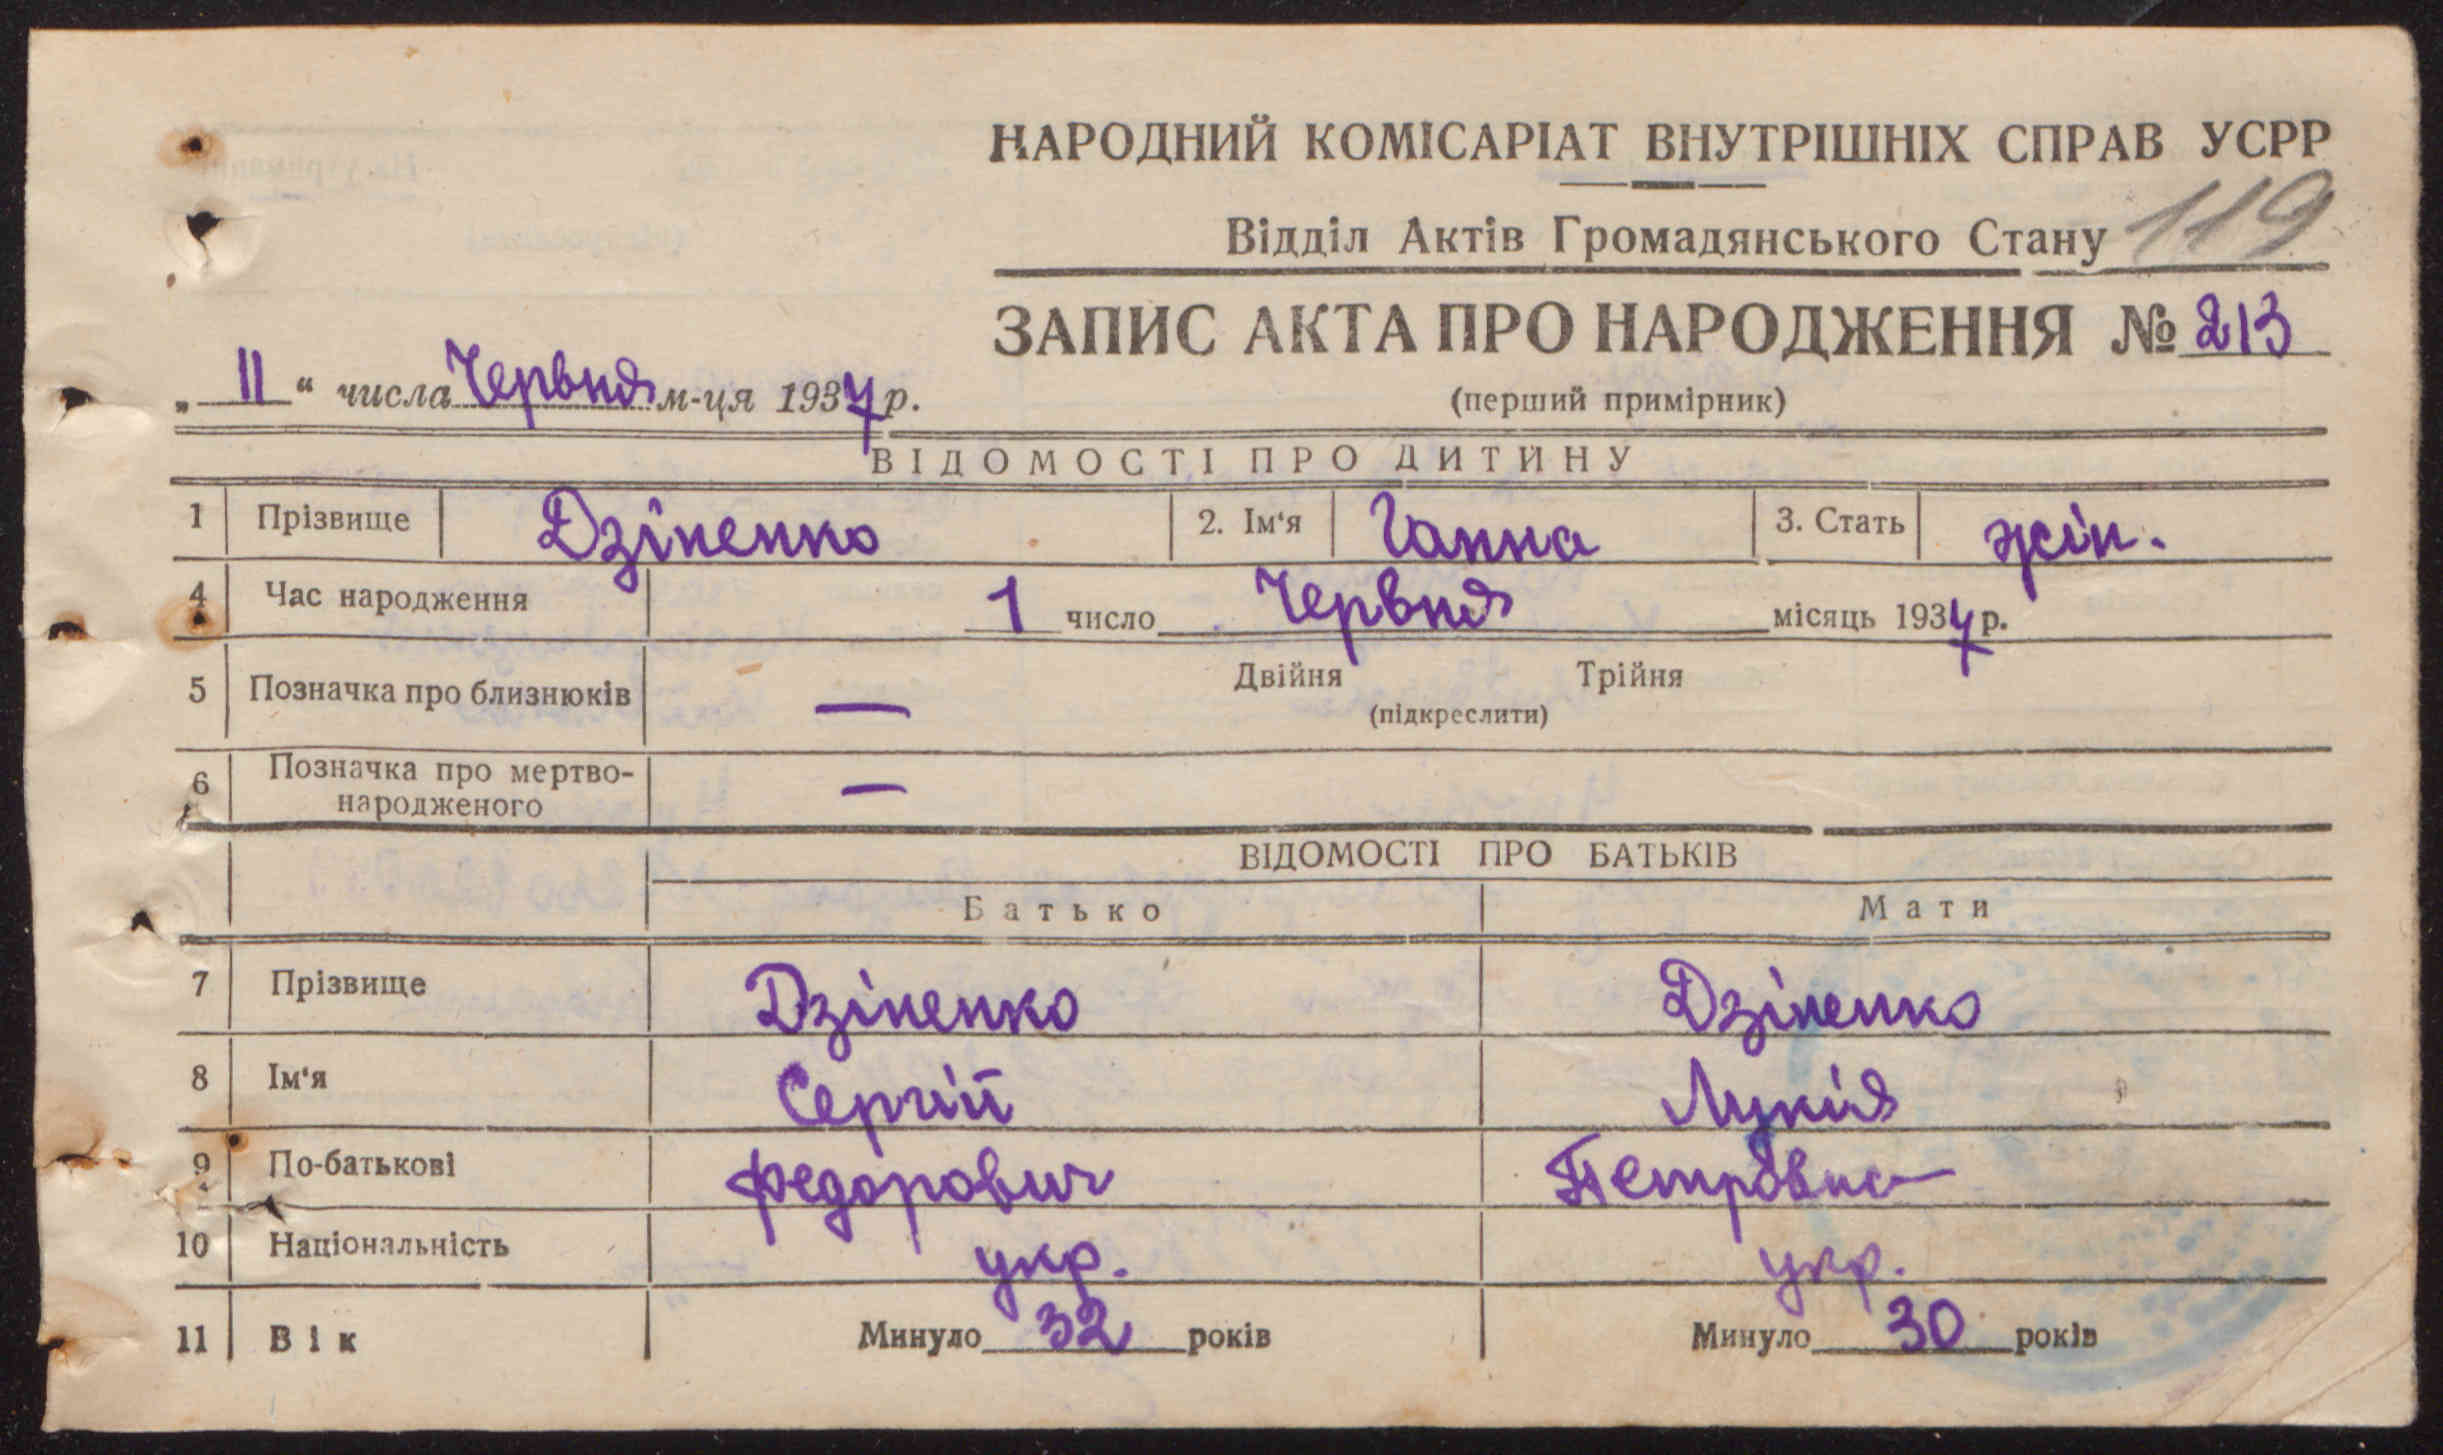 НАРОДНИЙ КОМІСАРІАТ ВНУТРІШНІХ СПРАВ УСРР
Відділ Актів Громадянського Стану 119
ЗАПИС АКТА ПРО НАРОДЖЕННЯ № 213
„ 11 “ числа Червня м-ця 1937 р.
(перший примірник)
ВІДОМОСТІ ПРО ДИТИНУ
1 Прізвище Дзіненко 2. Ім‘я Ганна 3. Стать жін.
4 Час народження 1 число Червня місяць 1937 р.
5 Позначка про близнюків — Двійня Трійня
(підкреслити)
6 Позначка про мертво-
народженого —
ВІДОМОСТІ ПРО БАТЬКІВ
Батько Мати
7 Прізвище Дзіненко Дзіненко
8 Ім‘я Сергій Лукія
9 По-батькові Федорович Петровна
10 Національність укр. укр.
11 Вік Минуло 32 років Минуло 30 років